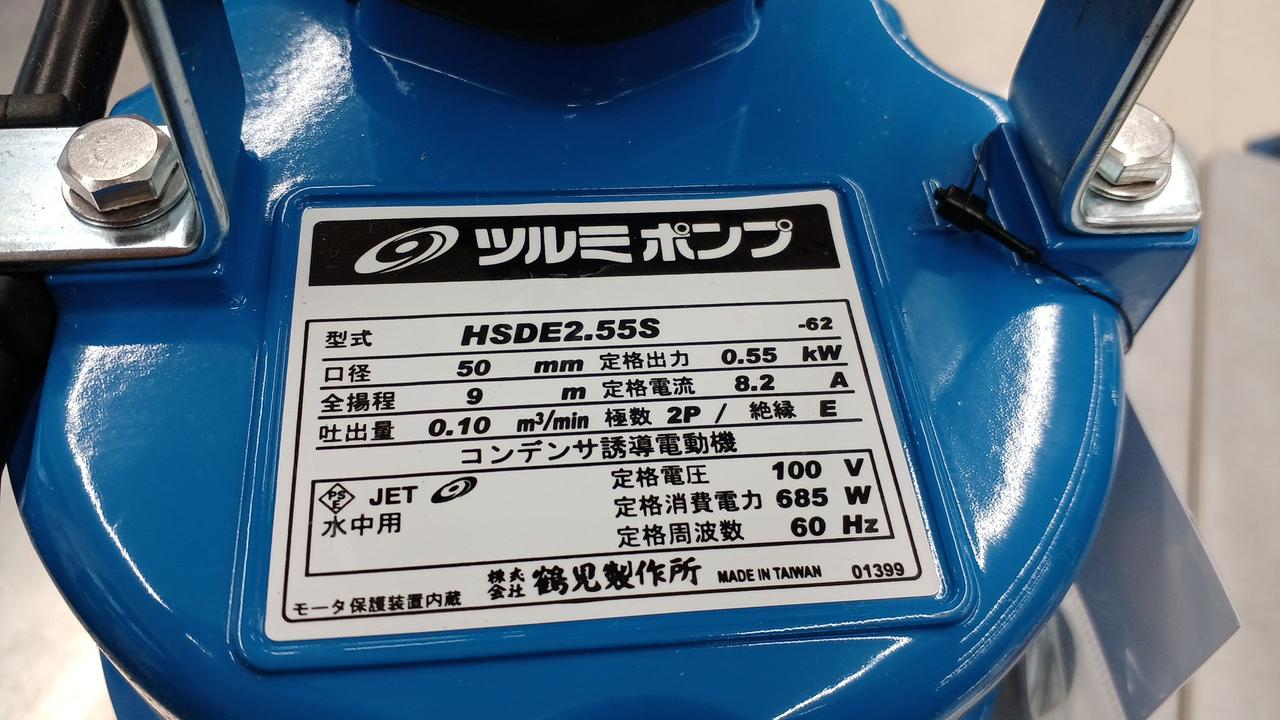 ツルミポンプ
型式 HSDE2.55S -62
口径 50 mm 定格出力 0.55 kW
全揚程 9 m 定格電流 8.2 A
吐出量 0.10 m³/min 極数 2P / 絶縁 E
コンデンサ誘導電動機
PSE JET 定格電圧 100 V
水中用 定格消費電力 685 W
定格周波数 60 Hz
モータ保護装置内蔵 株式会社 鶴見製作所 MADE IN TAIWAN 01399